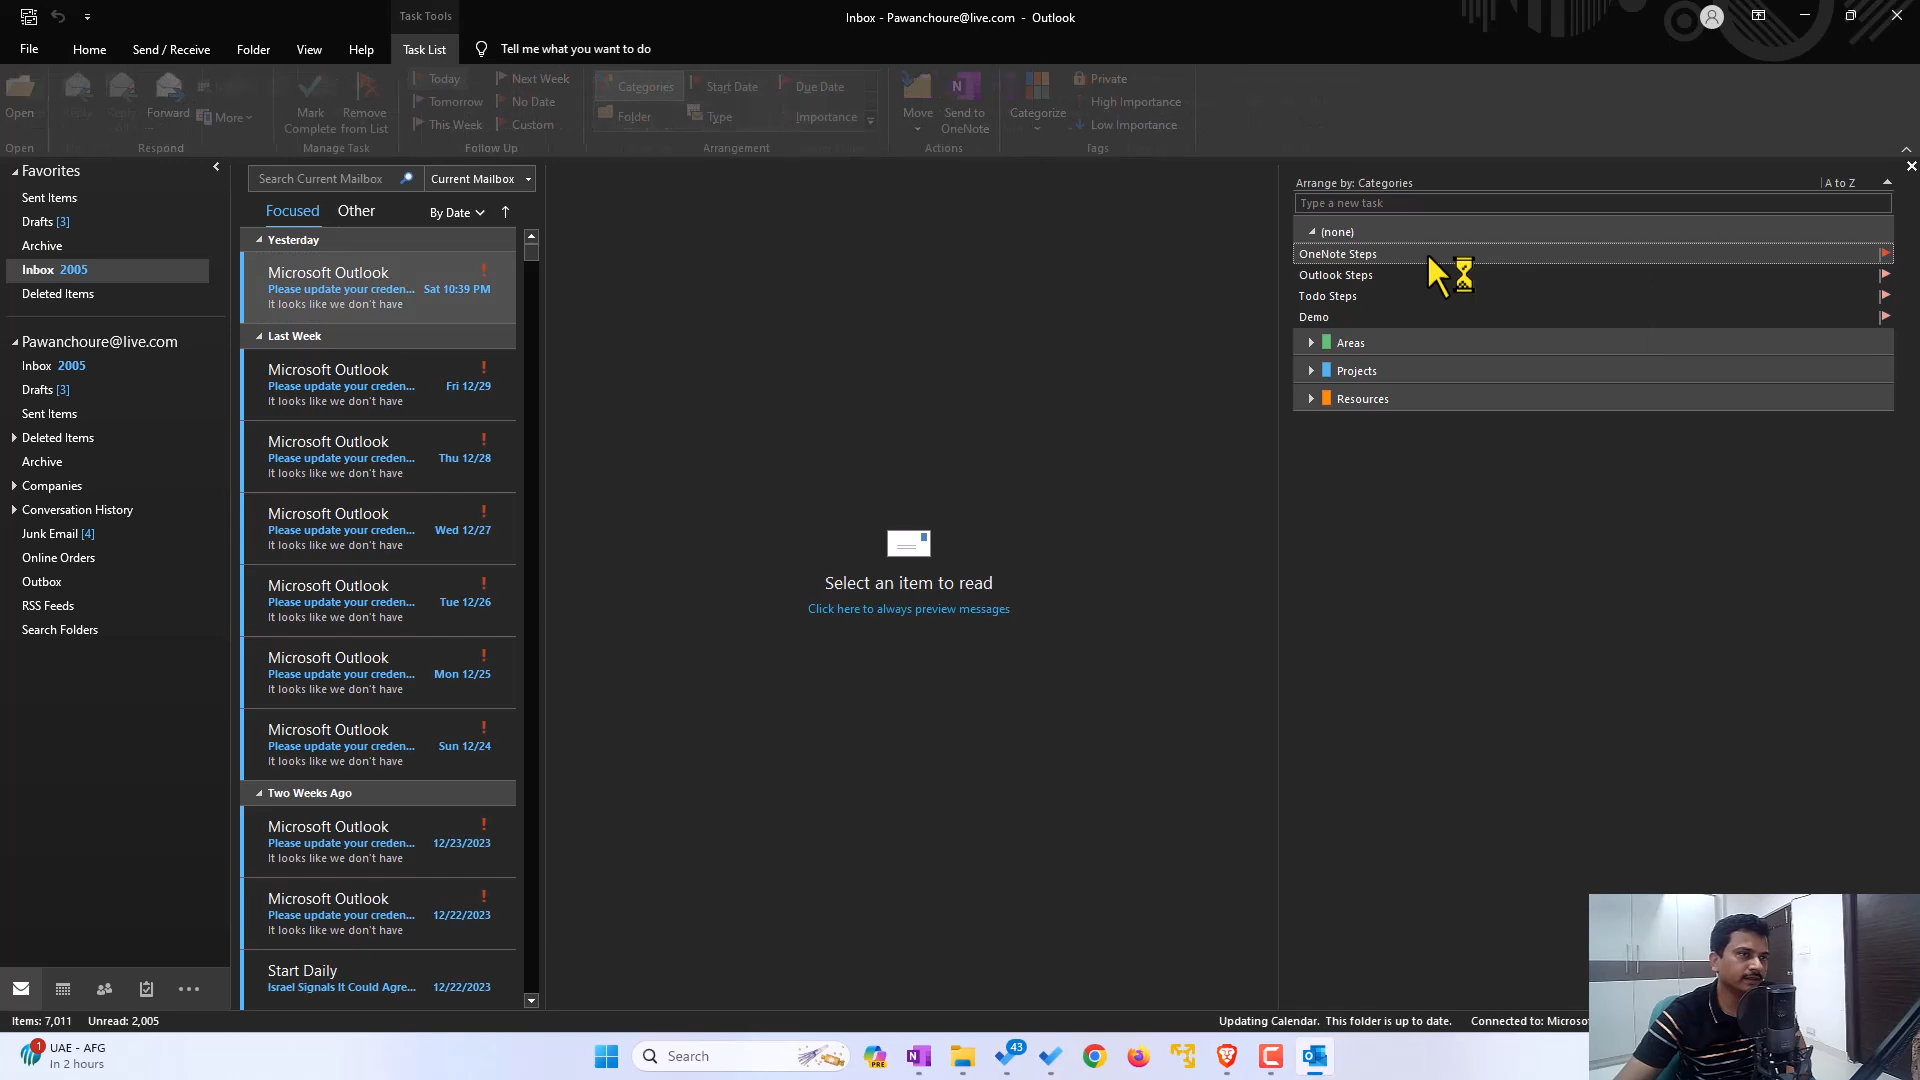 Task Tools
Inbox - Pawanchoure@live.com - Outlook
File
Home
Send / Receive
Folder
View
Help
Task List
Tell me what you want to do
Open
Forward
More
Mark Complete
Remove from List
Today
Tomorrow
This Week
Next Week
No Date
Custom
Categories
Start Date
Due Date
Folder
Type
Importance
Move
Send to OneNote
Categorize
Private
High Importance
Low Importance
Open
Respond
Manage Task
Follow Up
Arrangement
Actions
Tags
Favorites
Sent Items
Drafts [3]
Archive
Inbox 2005
Deleted Items
Pawanchoure@live.com
Inbox 2005
Drafts [3]
Sent Items
Deleted Items
Archive
Companies
Conversation History
Junk Email [4]
Online Orders
Outbox
RSS Feeds
Search Folders
Search Current Mailbox
Current Mailbox
Focused
Other
By Date
Yesterday
Microsoft Outlook
Please update your creden... Sat 10:39 PM
It looks like we don't have
Last Week
Microsoft Outlook
Please update your creden... Fri 12/29
It looks like we don't have
Microsoft Outlook
Please update your creden... Thu 12/28
It looks like we don't have
Microsoft Outlook
Please update your creden... Wed 12/27
It looks like we don't have
Microsoft Outlook
Please update your creden... Tue 12/26
It looks like we don't have
Microsoft Outlook
Please update your creden... Mon 12/25
It looks like we don't have
Microsoft Outlook
Please update your creden... Sun 12/24
It looks like we don't have
Two Weeks Ago
Microsoft Outlook
Please update your creden... 12/23/2023
It looks like we don't have
Microsoft Outlook
Please update your creden... 12/22/2023
It looks like we don't have
Start Daily
Israel Signals It Could Agre... 12/22/2023
Select an item to read
Click here to always preview messages
Arrange by: Categories
A to Z
Type a new task
(none)
OneNote Steps
Outlook Steps
Todo Steps
Demo
Areas
Projects
Resources
Items: 7,011
Unread: 2,005
Updating Calendar. This folder is up to date.
Connected to: Microso
1
UAE - AFG
In 2 hours
Search
PRE
43